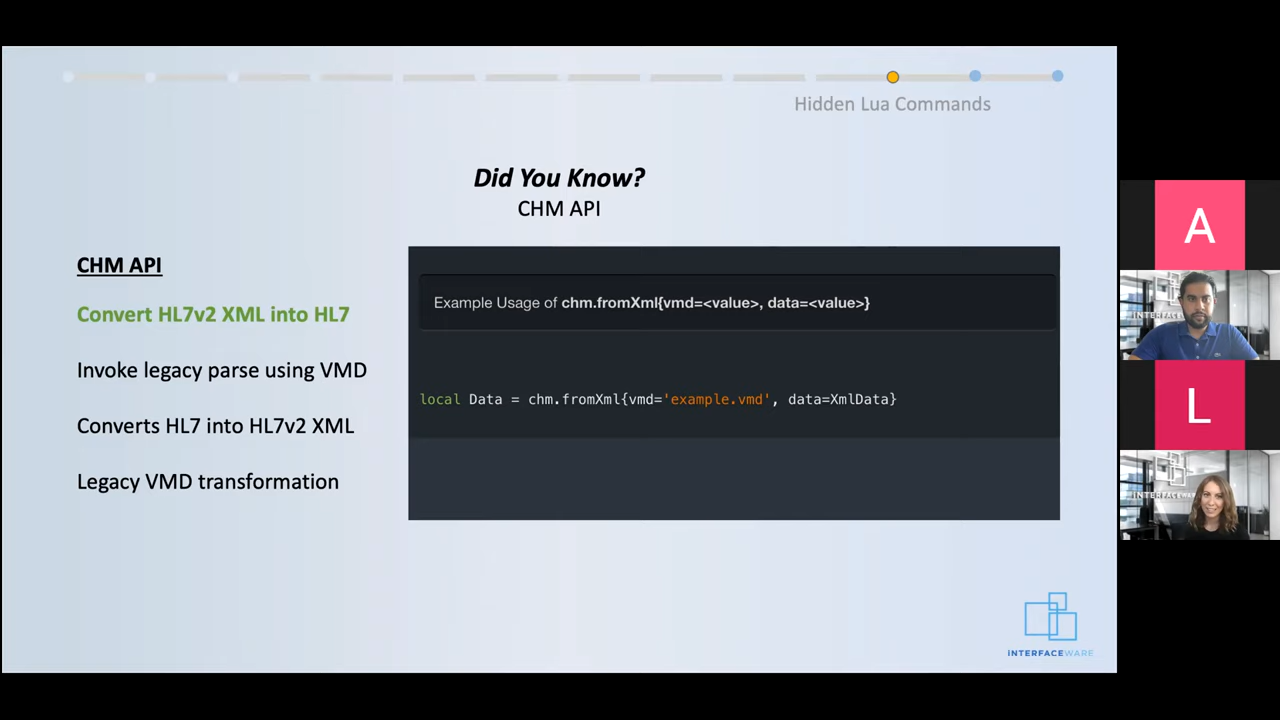 Hidden Lua Commands
Did You Know?
CHM API
CHM API
Convert HL7v2 XML into HL7
Invoke legacy parse using VMD
Converts HL7 into HL7v2 XML
Legacy VMD transformation
Example Usage of chm.fromXml{vmd=<value>, data=<value>}
local Data = chm.fromXml{vmd='example.vmd', data=XmlData}
INTERFACEWARE
A
L
INTERFACEWARE